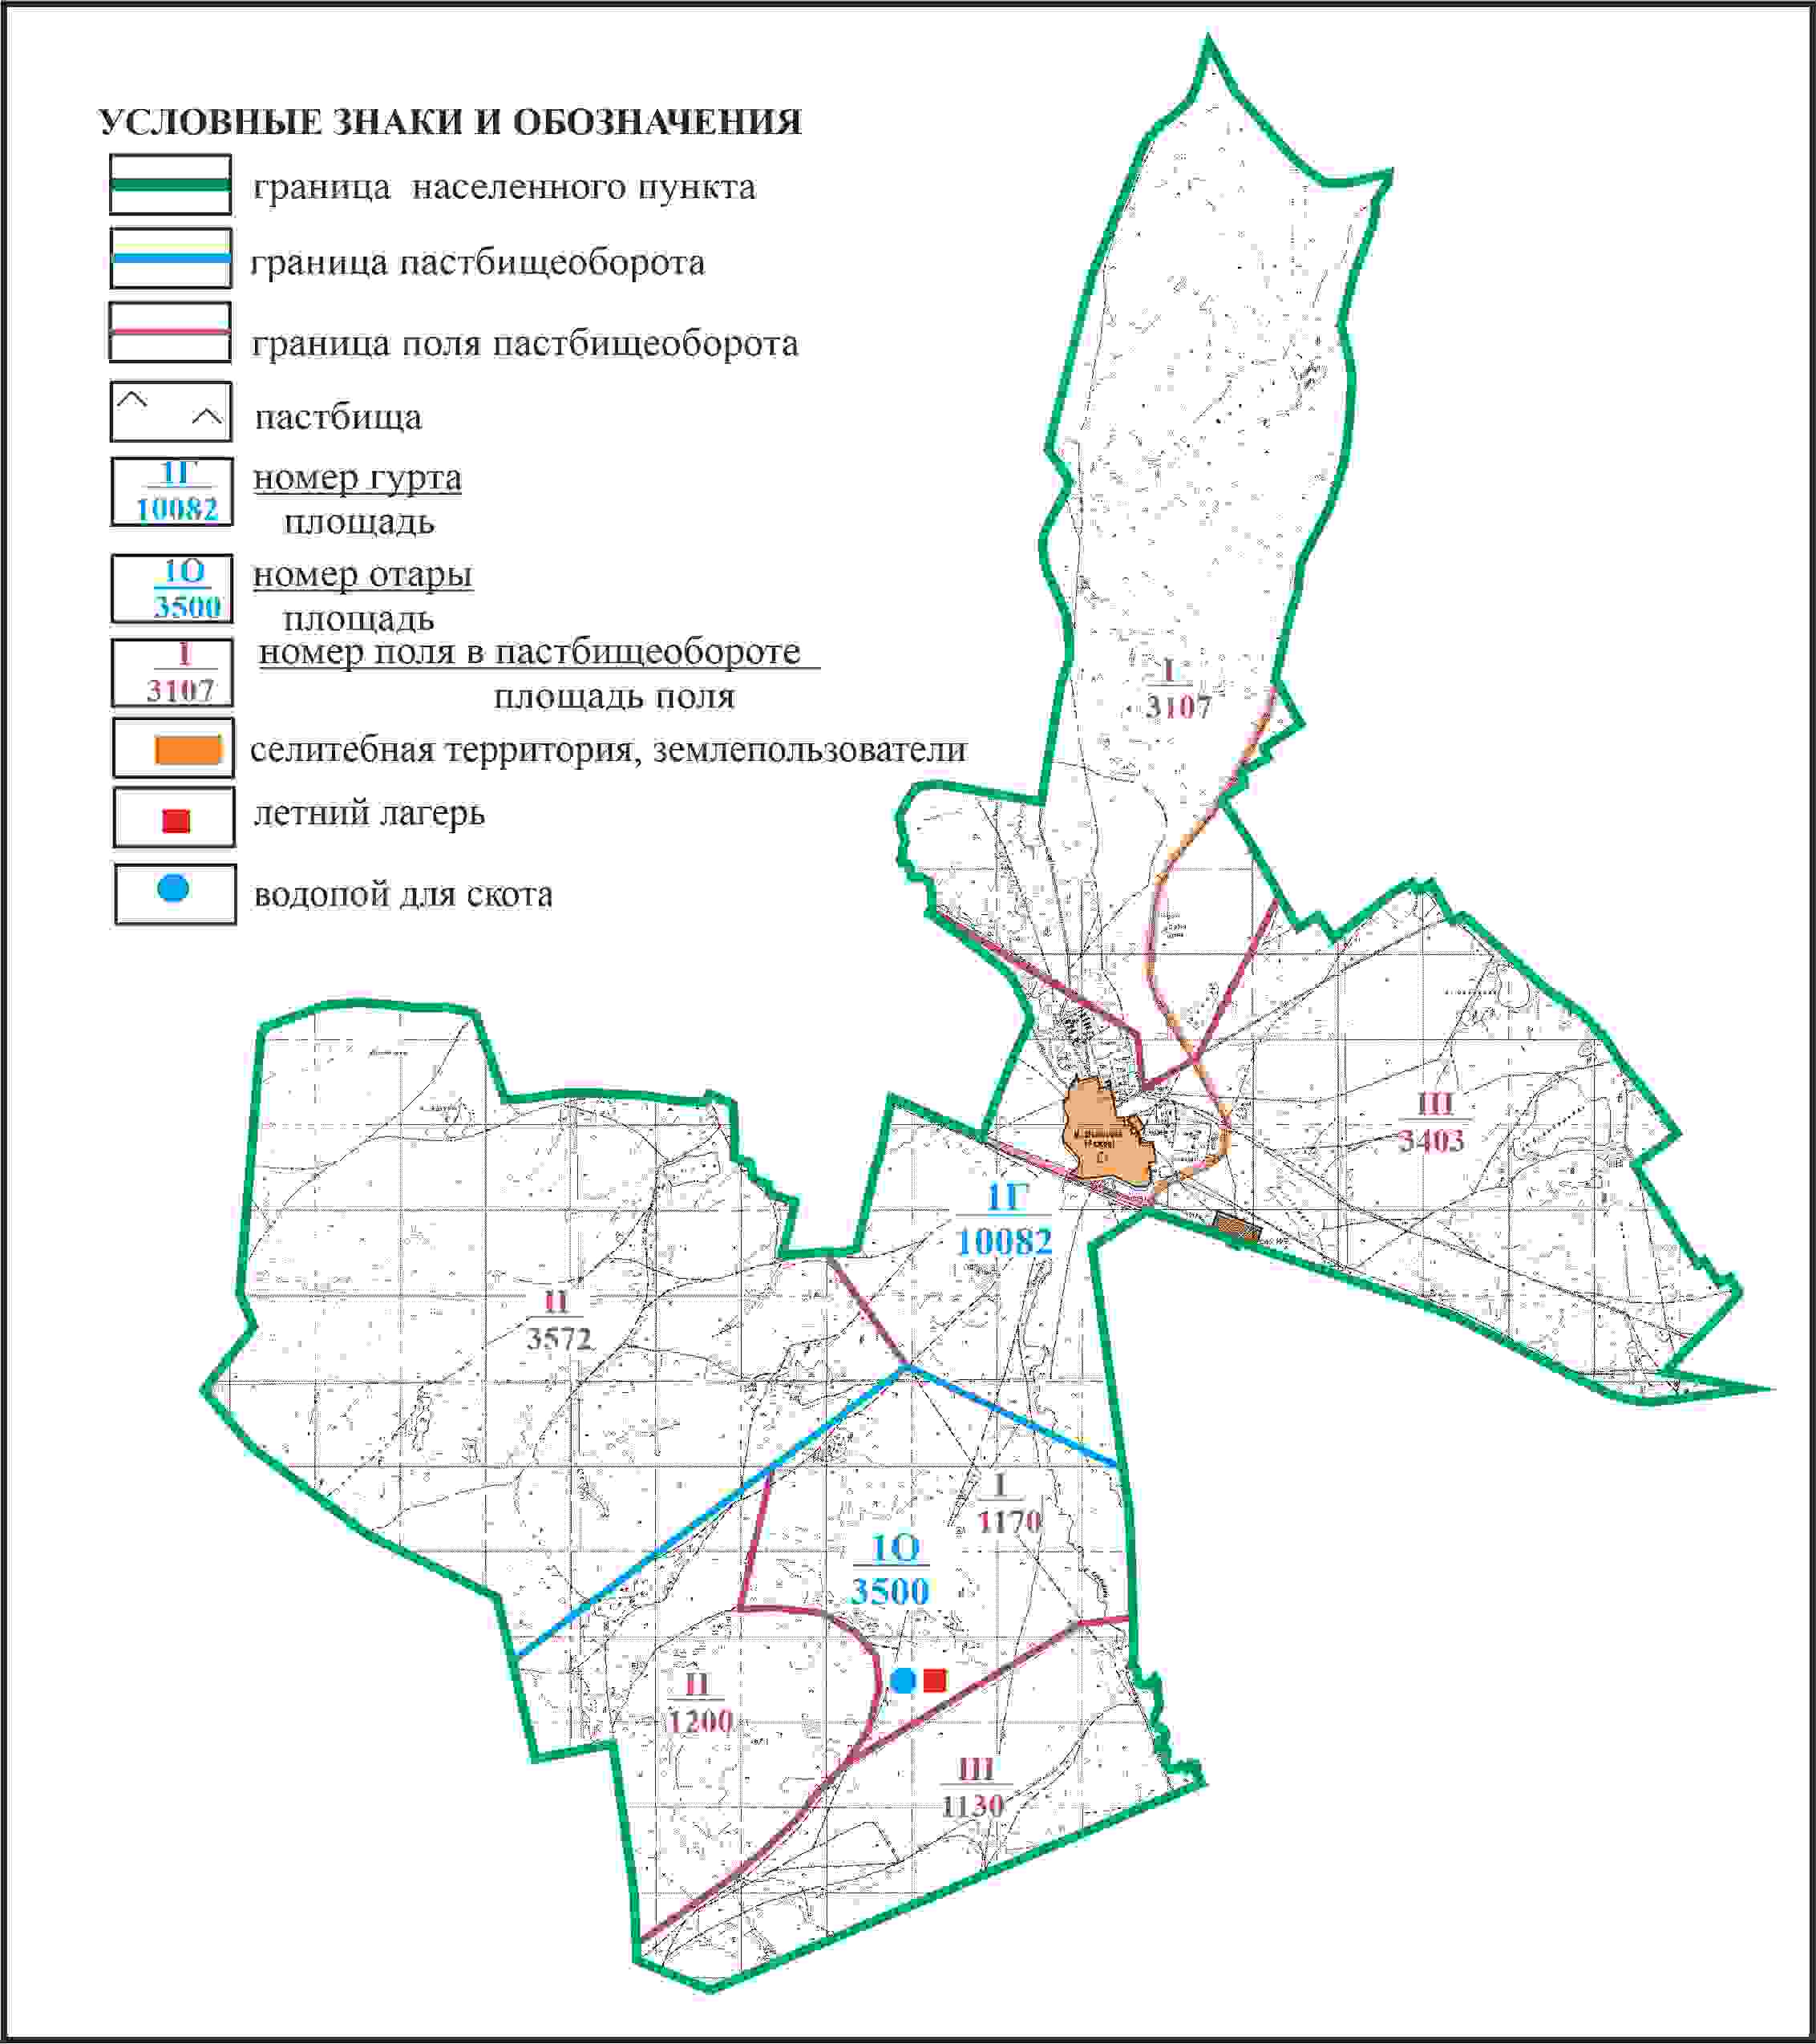 УСЛОВНЫЕ ЗНАКИ И ОБОЗНАЧЕНИЯ
граница населенного пункта
граница пастбищеоборота
граница поля пастбищеоборота
пастбища
1Г
10082
номер гурта
площадь
1О
3500
номер отары
площадь
I
3107
номер поля в пастбищеобороте
площадь поля
селитебная территория, землепользователи
летний лагерь
водопой для скота
I
3107
III
3403
1Г
10082
II
3572
I
1170
1О
3500
II
1200
III
1130